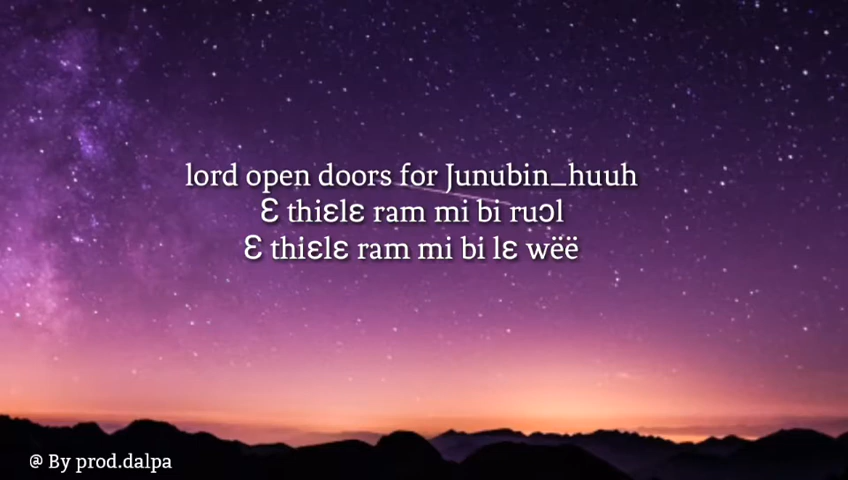 lord open doors for Junubin_huuh
Ɛ thiɛlɛ ram mi bi ruɔl
Ɛ thiɛlɛ ram mi bi lɛ wëë
@ By prod.dalpa